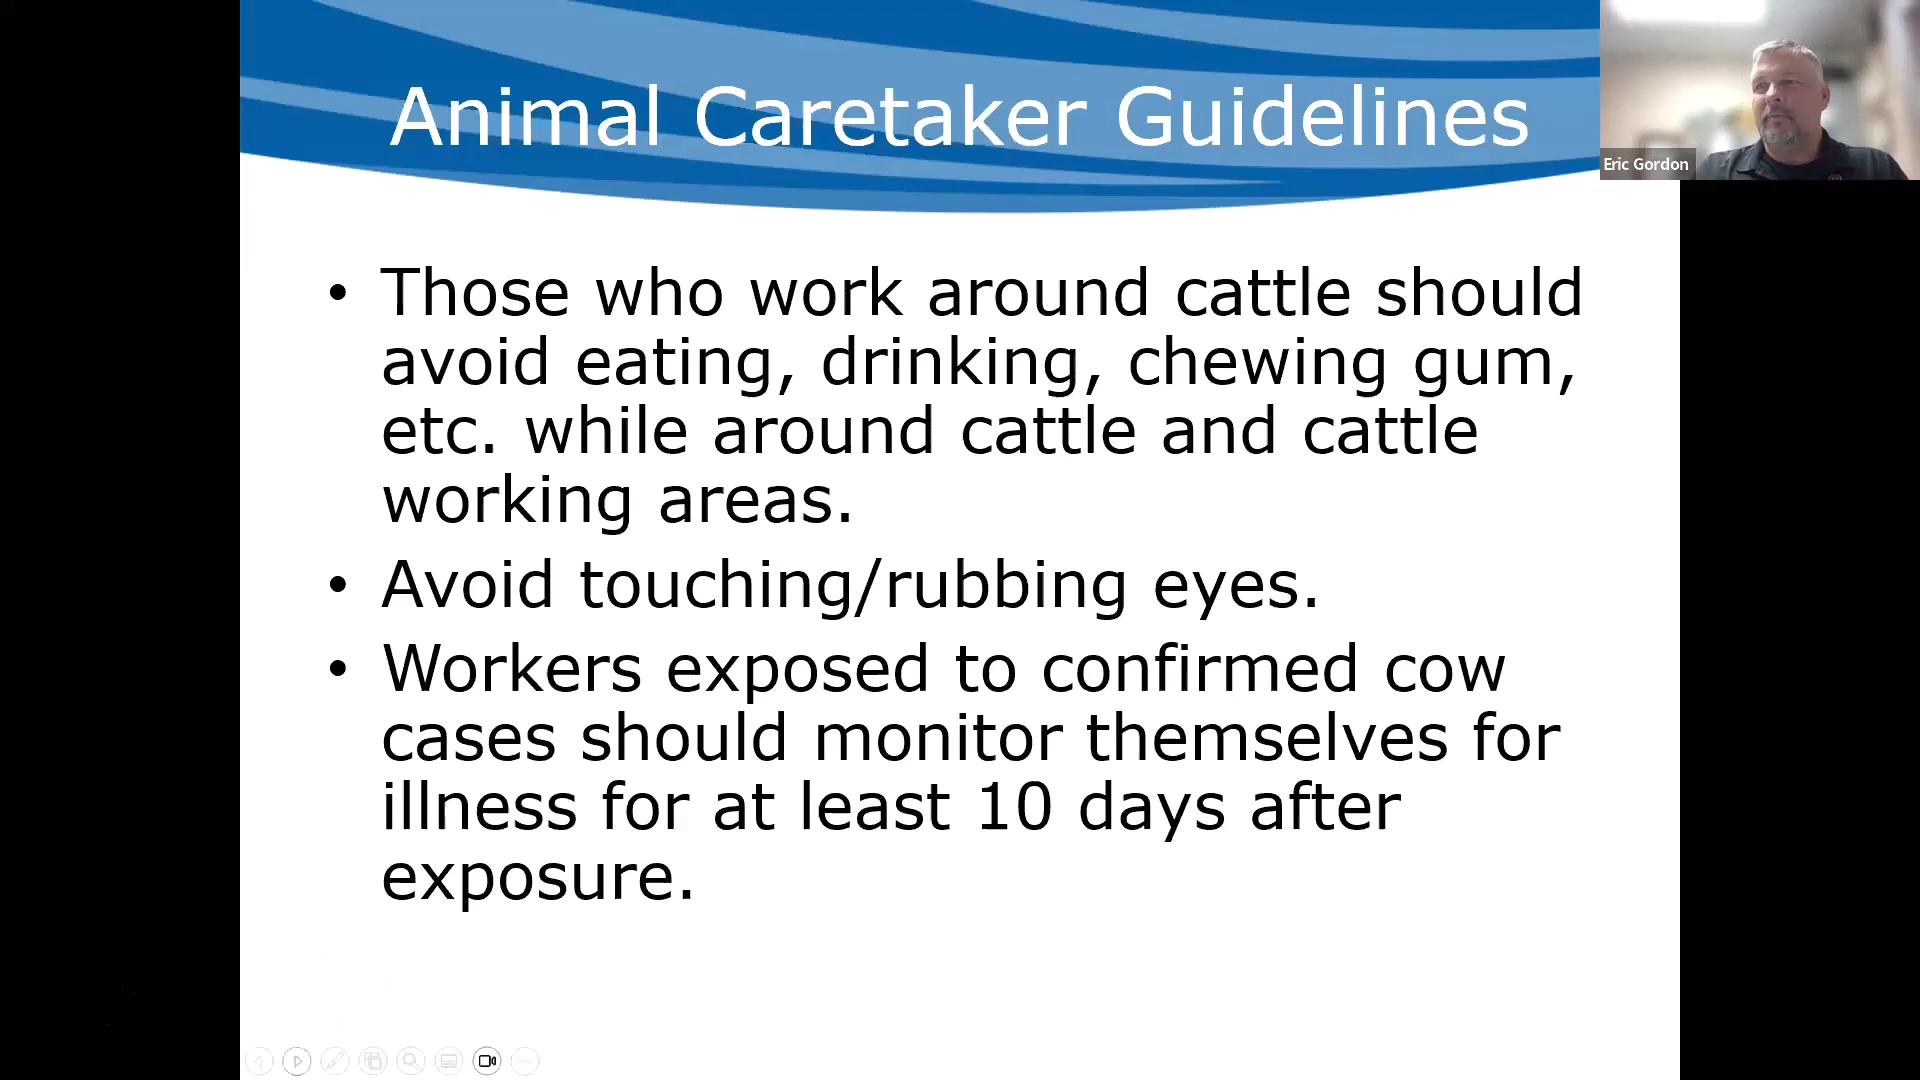 Animal Caretaker Guidelines
Eric Gordon
• Those who work around cattle should
avoid eating, drinking, chewing gum,
etc. while around cattle and cattle
working areas.
• Avoid touching/rubbing eyes.
• Workers exposed to confirmed cow
cases should monitor themselves for
illness for at least 10 days after
exposure.